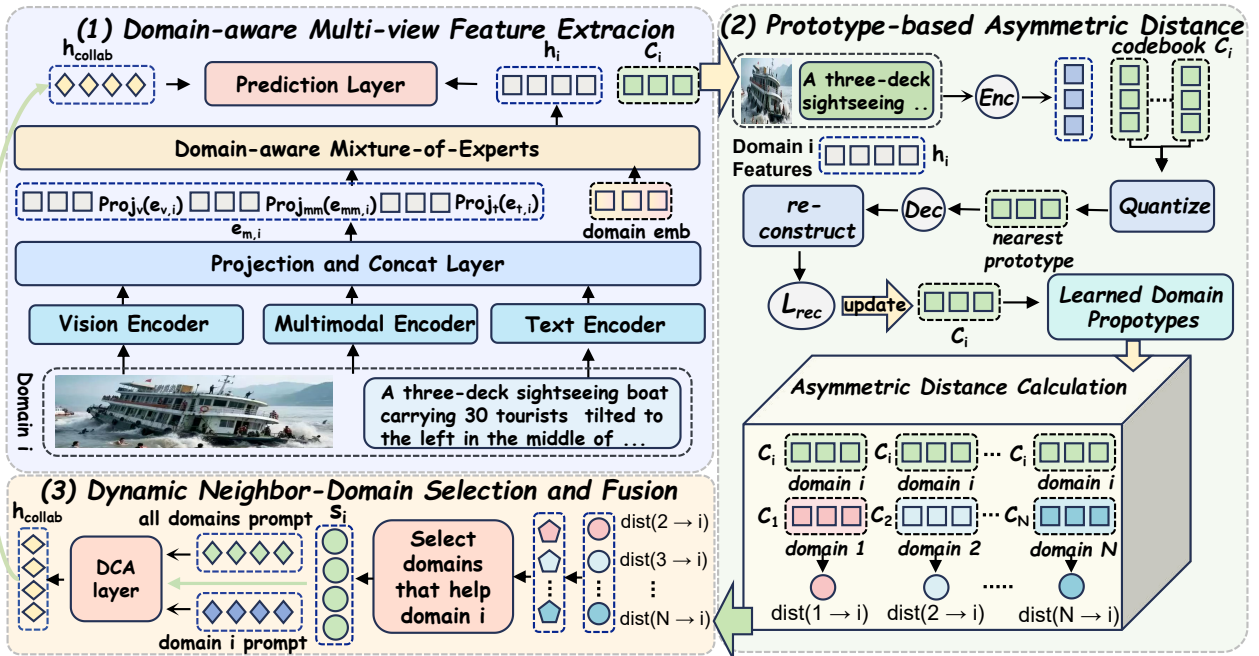 (1) Domain-aware Multi-view Feature Extracion
h_collab
Prediction Layer
h_i
C_i
Domain-aware Mixture-of-Experts
Proj_v(e_v,i)
Proj_mm(e_mm,i)
Proj_t(e_t,i)
e_m,i
domain emb
Projection and Concat Layer
Vision Encoder
Multimodal Encoder
Text Encoder
Domain i
A three-deck sightseeing boat
carrying 30 tourists tilted to
the left in the middle of ...
(2) Prototype-based Asymmetric Distance
A three-deck
sightseeing ..
Enc
codebook C_i
Domain i
Features
h_i
re-
construct
Dec
nearest
prototype
Quantize
L_rec
update
C_i
Learned Domain
Propotypes
Asymmetric Distance Calculation
C_i
C_i
...
C_i
domain i
domain i
domain i
C_1
C_2
...
C_N
domain 1
domain 2
domain N
.....
dist(1 → i)
dist(2 → i)
dist(N → i)
(3) Dynamic Neighbor-Domain Selection and Fusion
h_collab
all domains prompt
S_i
DCA
layer
domain i prompt
Select
domains
that help
domain i
dist(2 → i)
dist(3 → i)
⋮
dist(N → i)